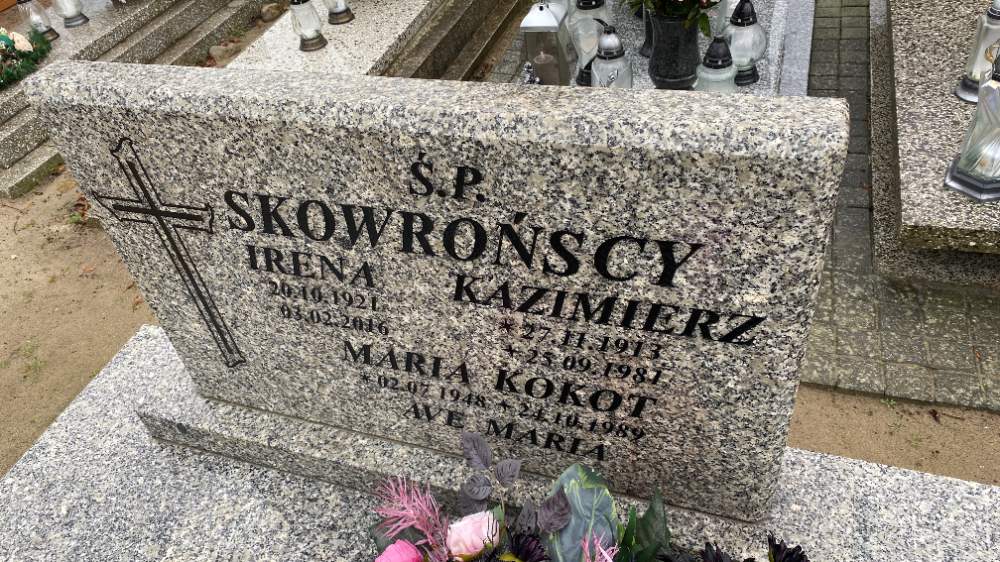 Ś.P.
SKOWROŃSCY
IRENA
20.10.1921
03.02.2016
KAZIMIERZ
* 27.11.1913
+ 25.09.1981
MARIA KOKOT
* 02.07.1948 + 24.10.1989
AVE MARIA